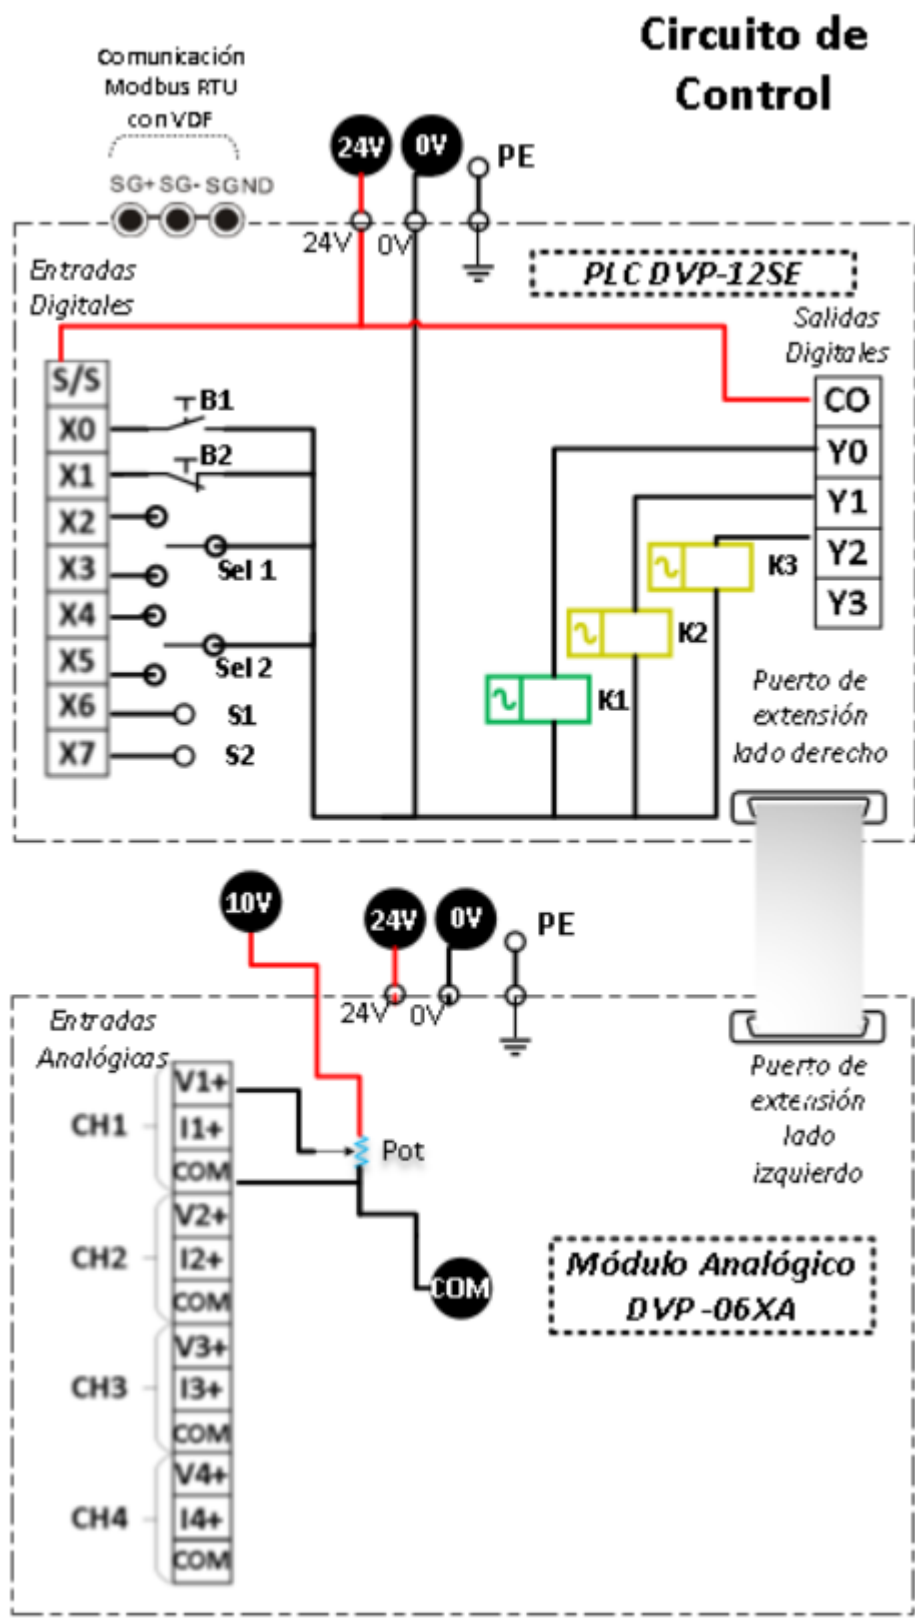 Circuito de
Control
Comunicación
Modbus RTU
con VDF
SG+ SG- SGND
24V
0V
PE
24V
0V
Entradas
Digitales
PLC DVP-12SE
Salidas
Digitales
S/S
X0
X1
X2
X3
X4
X5
X6
X7
B1
B2
Sel 1
Sel 2
S1
S2
CO
Y0
Y1
Y2
Y3
K3
K2
K1
Puerto de
extensión
lado derecho
10V
24V
0V
PE
24V
0V
Entradas
Analógicas
CH1
V1+
I1+
COM
CH2
V2+
I2+
COM
CH3
V3+
I3+
COM
CH4
V4+
I4+
COM
Pot
COM
Puerto de
extensión
lado
izquierdo
Módulo Analógico
DVP-06XA